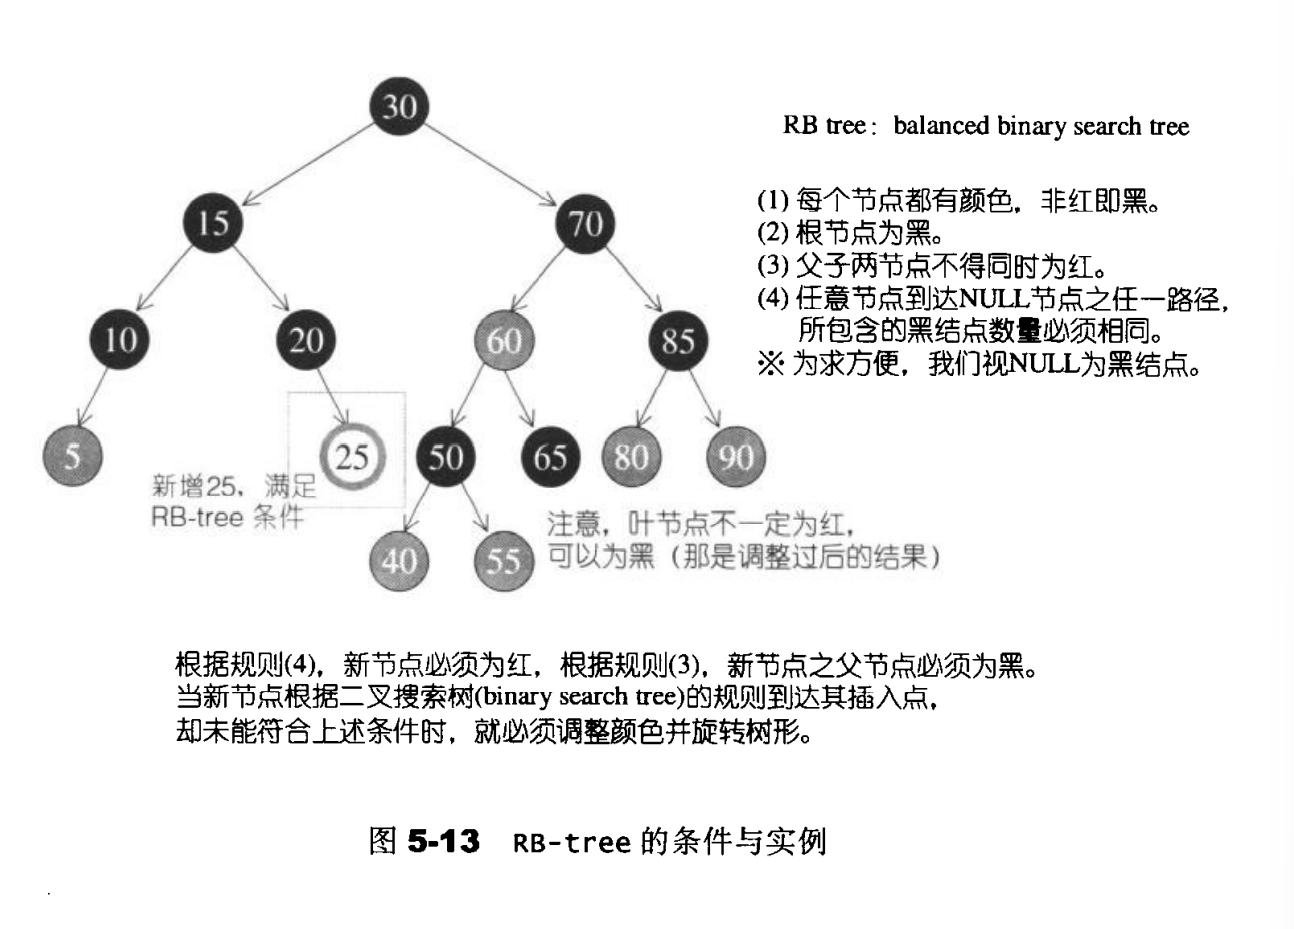 30
RB tree：balanced binary search tree
(1) 每个节点都有颜色，非红即黑。
15
70
(2) 根节点为黑。
(3) 父子两节点不得同时为红。
(4) 任意节点到达NULL节点之任一路径，
所包含的黑结点数量必须相同。
10
20
60
85
※ 为求方便，我们视NULL为黑结点。
5
25
50
65
80
90
新增25，满足
RB-tree 条件
注意，叶节点不一定为红，
可以为黑（那是调整过后的结果）
40
55
根据规则(4)，新节点必须为红，根据规则(3)，新节点之父节点必须为黑。
当新节点根据二叉搜索树(binary search tree)的规则到达其插入点，
却未能符合上述条件时，就必须调整颜色并旋转树形。
图 5-13 RB-tree 的条件与实例